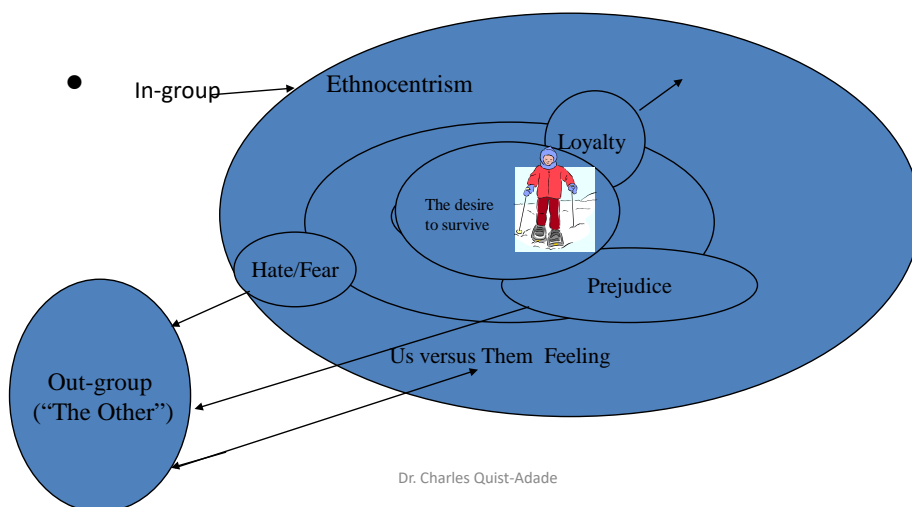 • In-group
Ethnocentrism
Loyalty
The desire
to survive
Hate/Fear
Prejudice
Us versus Them Feeling
Out-group
(“The Other”)
Dr. Charles Quist-Adade